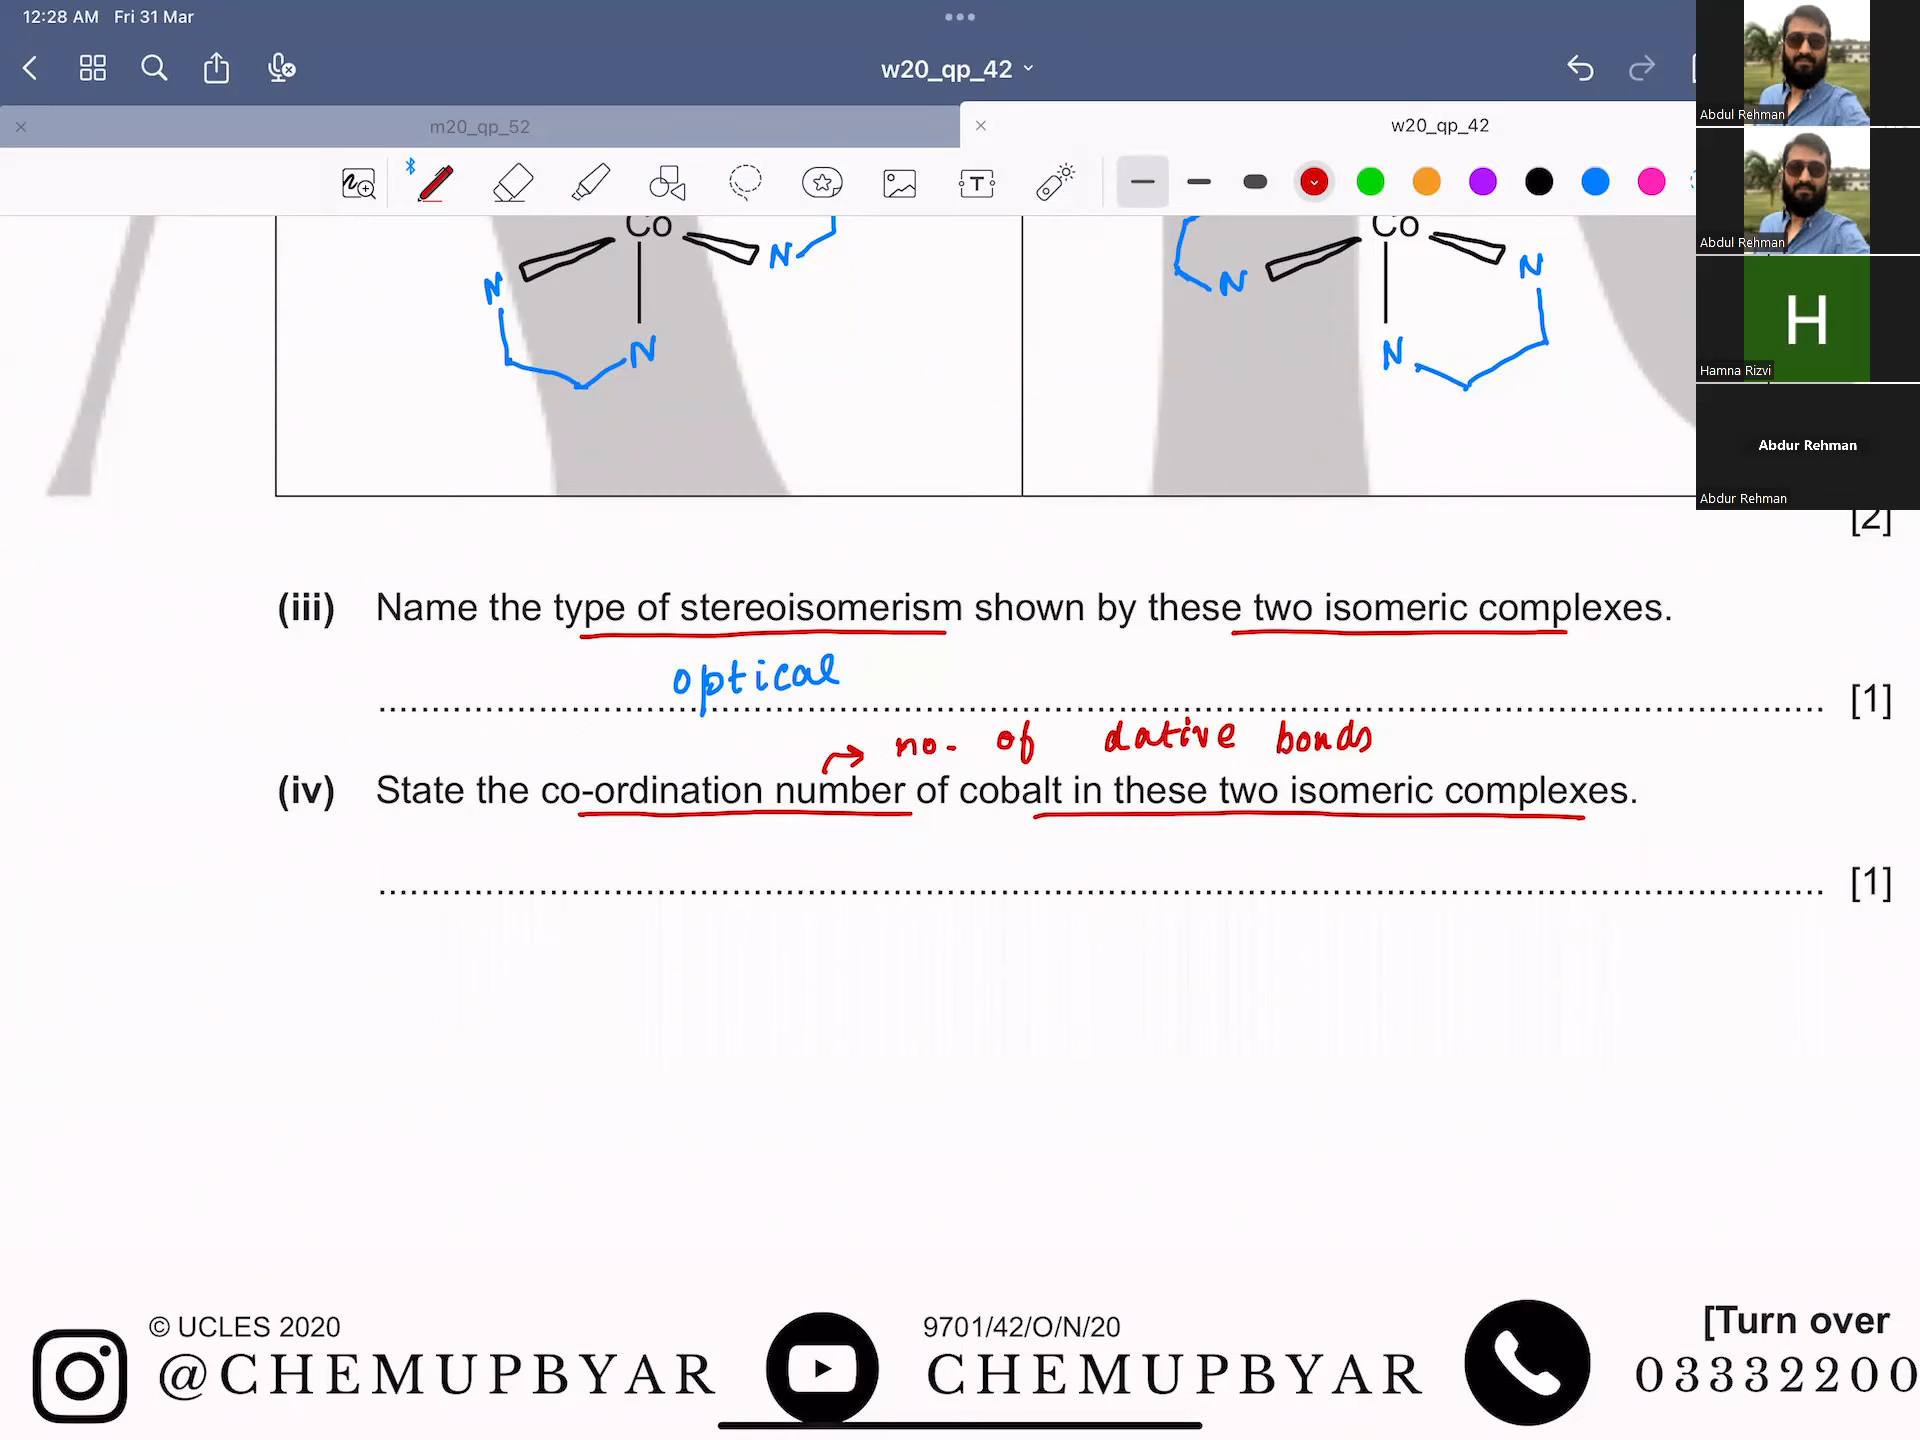 12:28 AM Fri 31 Mar
w20_qp_42
m20_qp_52
w20_qp_42
T
Abdul Rehman
Abdul Rehman
H
Hamna Rizvi
Abdur Rehman
Abdur Rehman
Co
N
N
N
Co
N
N
N
[2]
(iii) Name the type of stereoisomerism shown by these two isomeric complexes.
optical
[1]
no. of dative bonds
(iv) State the co-ordination number of cobalt in these two isomeric complexes.
[1]
© UCLES 2020
9701/42/O/N/20
[Turn over
@CHEMUPBYAR
CHEMUPBYAR
03332200